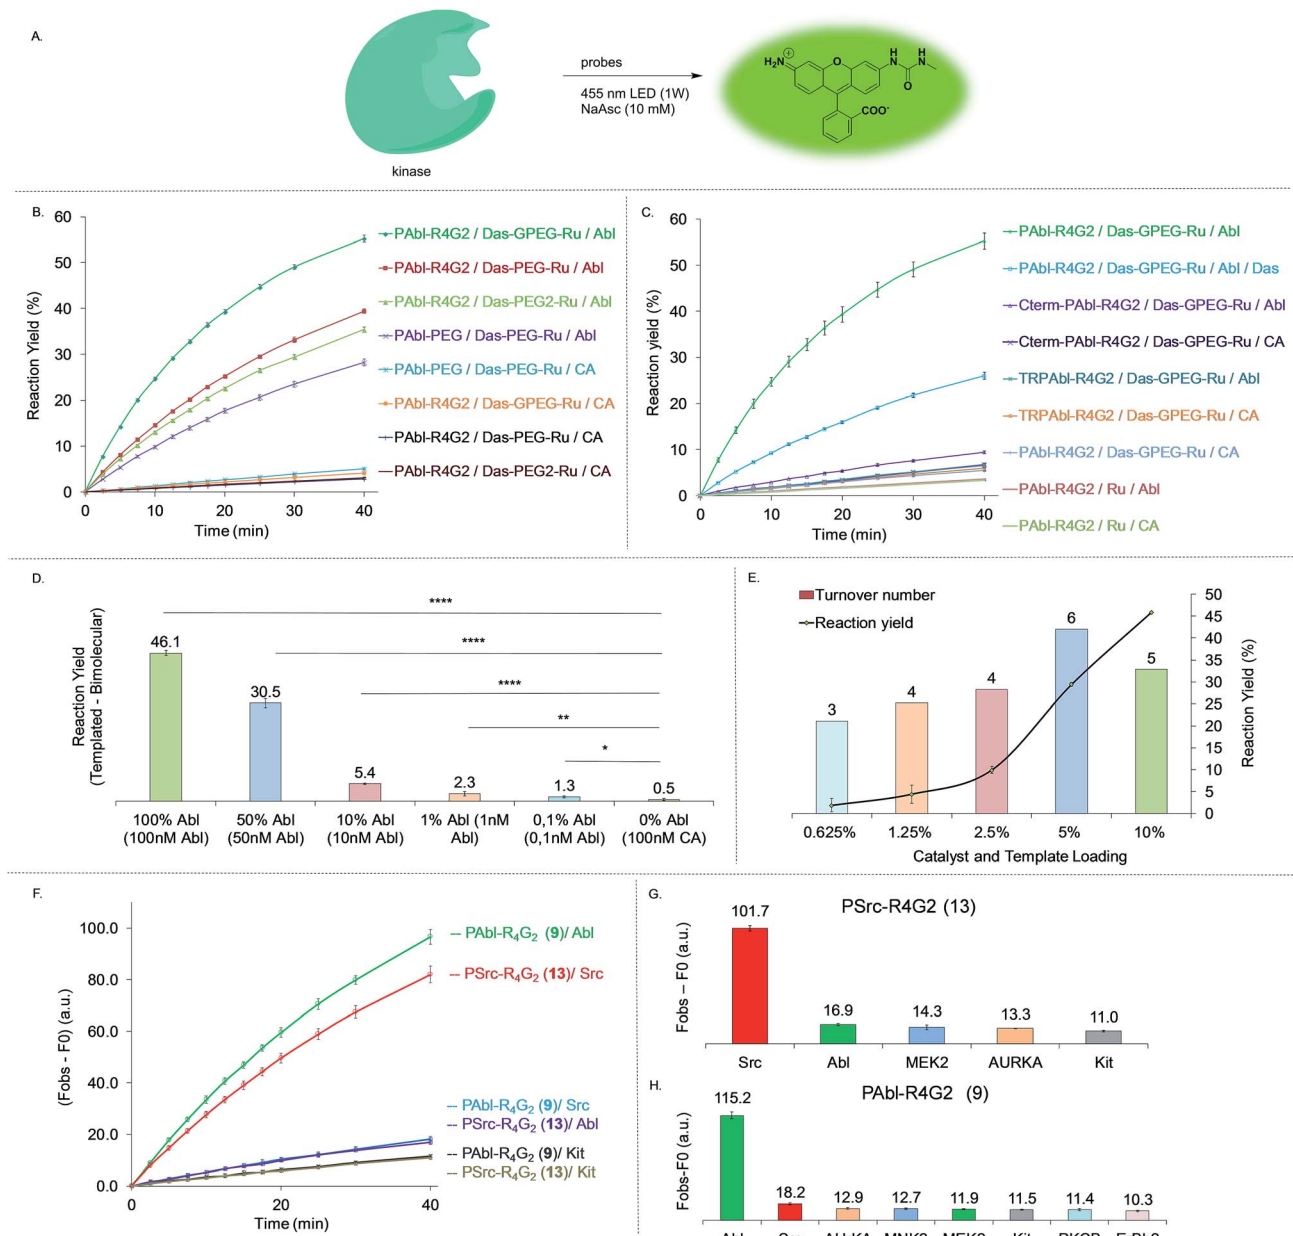 A.
probes
455 nm LED (1W)
NaAsc (10 mM)
kinase
H₂N
O
H
N
H
N
O
COO⁻
B.
Reaction Yield (%)
60
50
40
30
20
10
0
0
10
20
30
40
Time (min)
PAbl-R4G2 / Das-GPEG-Ru / Abl
PAbl-R4G2 / Das-PEG-Ru / Abl
PAbl-R4G2 / Das-PEG2-Ru / Abl
PAbl-PEG / Das-PEG-Ru / Abl
PAbl-PEG / Das-PEG-Ru / CA
PAbl-R4G2 / Das-GPEG-Ru / CA
PAbl-R4G2 / Das-PEG-Ru / CA
PAbl-R4G2 / Das-PEG2-Ru / CA
C.
Reaction yield (%)
60
50
40
30
20
10
0
0
10
20
30
40
Time (min)
PAbl-R4G2 / Das-GPEG-Ru / Abl
PAbl-R4G2 / Das-GPEG-Ru / Abl / Das
Cterm-PAbl-R4G2 / Das-GPEG-Ru / Abl
Cterm-PAbl-R4G2 / Das-GPEG-Ru / CA
TRPAbl-R4G2 / Das-GPEG-Ru / Abl
TRPAbl-R4G2 / Das-GPEG-Ru / CA
PAbl-R4G2 / Das-GPEG-Ru / CA
PAbl-R4G2 / Ru / Abl
PAbl-R4G2 / Ru / CA
D.
Reaction Yield
(Templated - Bimolecular)
****
****
****
**
*
46.1
30.5
5.4
2.3
1.3
0.5
100% Abl
(100nM Abl)
50% Abl
(50nM Abl)
10% Abl
(10nM Abl)
1% Abl (1nM
Abl)
0,1% Abl
(0,1nM Abl)
0% Abl
(100nM CA)
E.
Turnover number
Reaction yield
3
4
4
6
5
50
45
40
35
30
25
20
15
10
5
0
Reaction Yield (%)
0.625%
1.25%
2.5%
5%
10%
Catalyst and Template Loading
F.
(Fobs - F0) (a.u.)
100.0
80.0
60.0
40.0
20.0
0.0
0
20
40
Time (min)
PAbl-R₄G₂ (9)/ Abl
PSrc-R₄G₂ (13)/ Src
PAbl-R₄G₂ (9)/ Src
PSrc-R₄G₂ (13)/ Abl
PAbl-R₄G₂ (9)/ Kit
PSrc-R₄G₂ (13)/ Kit
G.
PSrc-R4G2 (13)
Fobs – F0 (a.u.)
101.7
16.9
14.3
13.3
11.0
Src
Abl
MEK2
AURKA
Kit
H.
PAbl-R4G2 (9)
Fobs-F0 (a.u.)
115.2
18.2
12.9
12.7
11.9
11.5
11.4
10.3